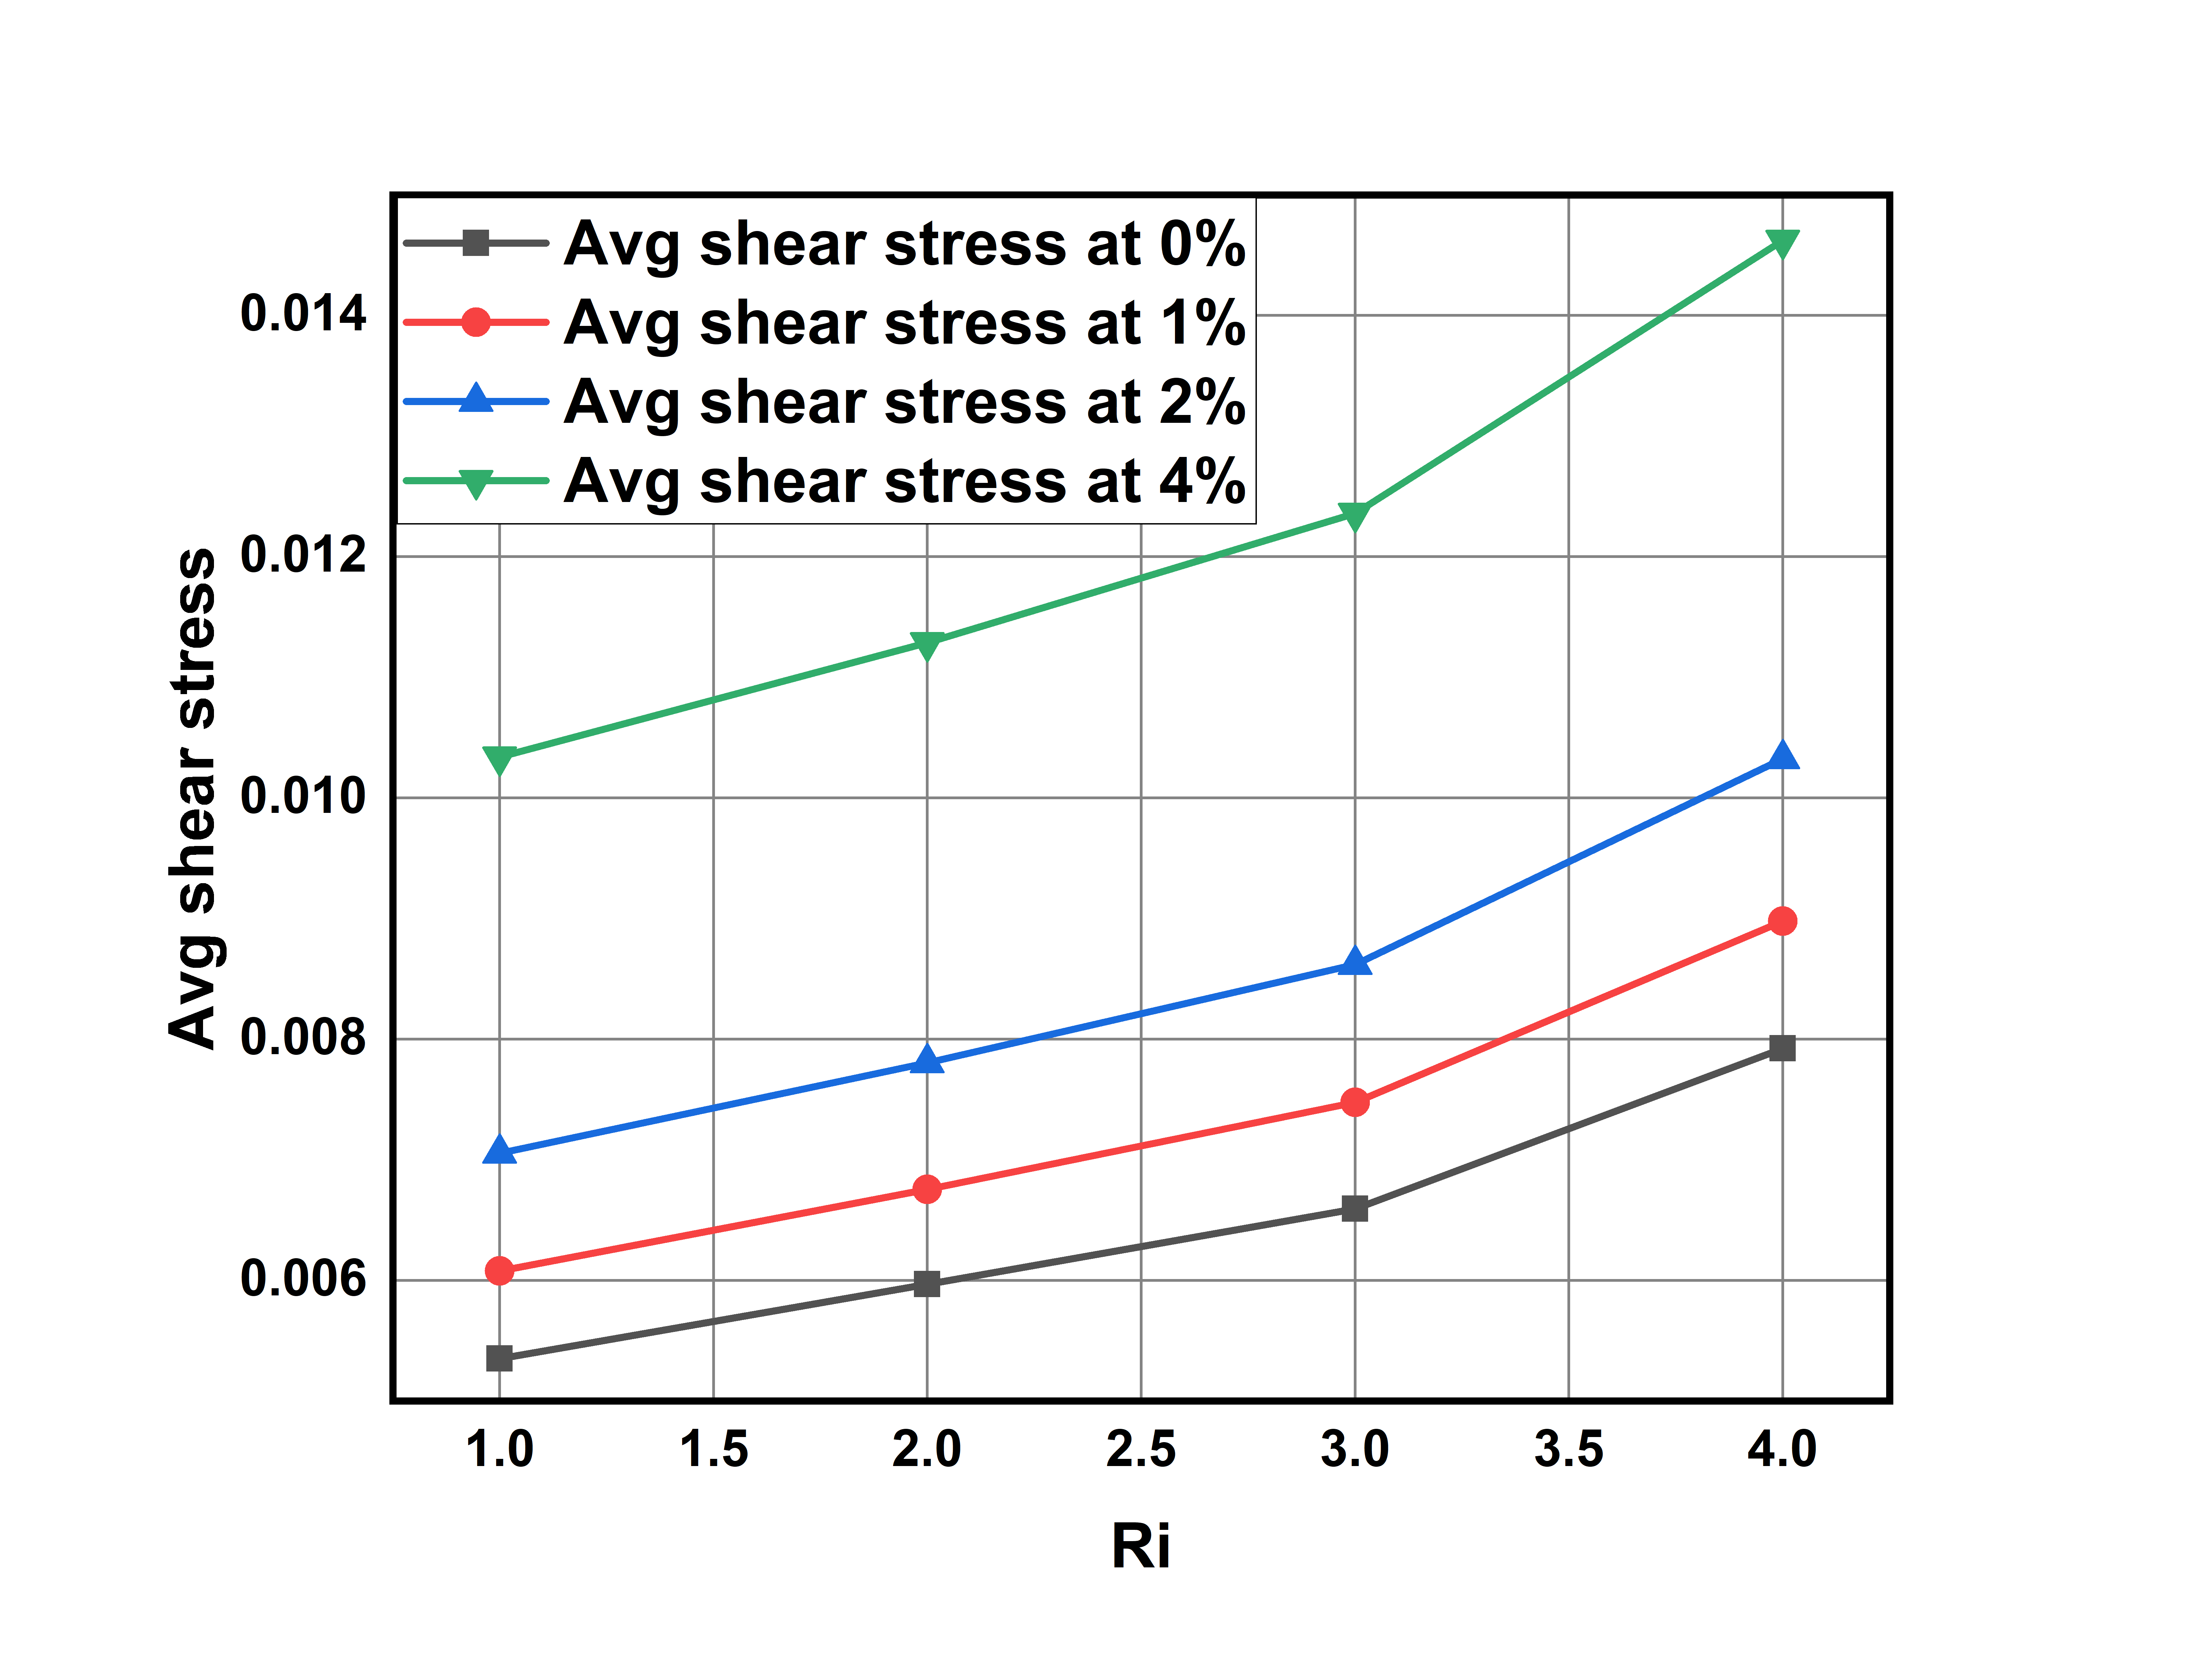 Avg shear stress at 0%
Avg shear stress at 1%
Avg shear stress at 2%
Avg shear stress at 4%
0.014
0.012
0.010
0.008
0.006
Avg shear stress
1.0 1.5 2.0 2.5 3.0 3.5 4.0
Ri